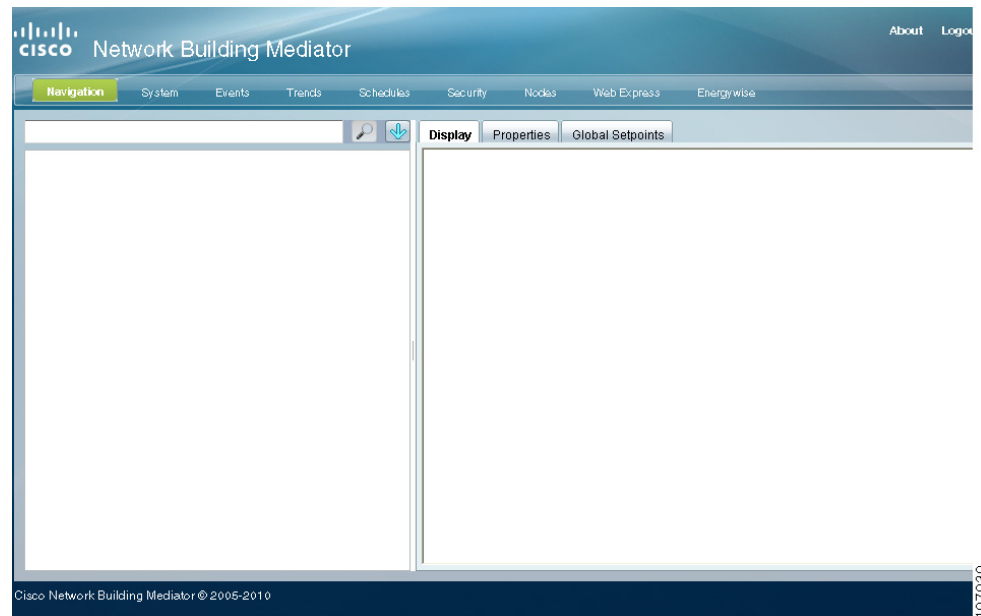 About Logou
CISCO Network Building Mediator
Navigation System Events Trends Schedules Security Nodes Web Express Energywise
Display Properties Global Setpoints
Cisco Network Building Mediator © 2005-2010